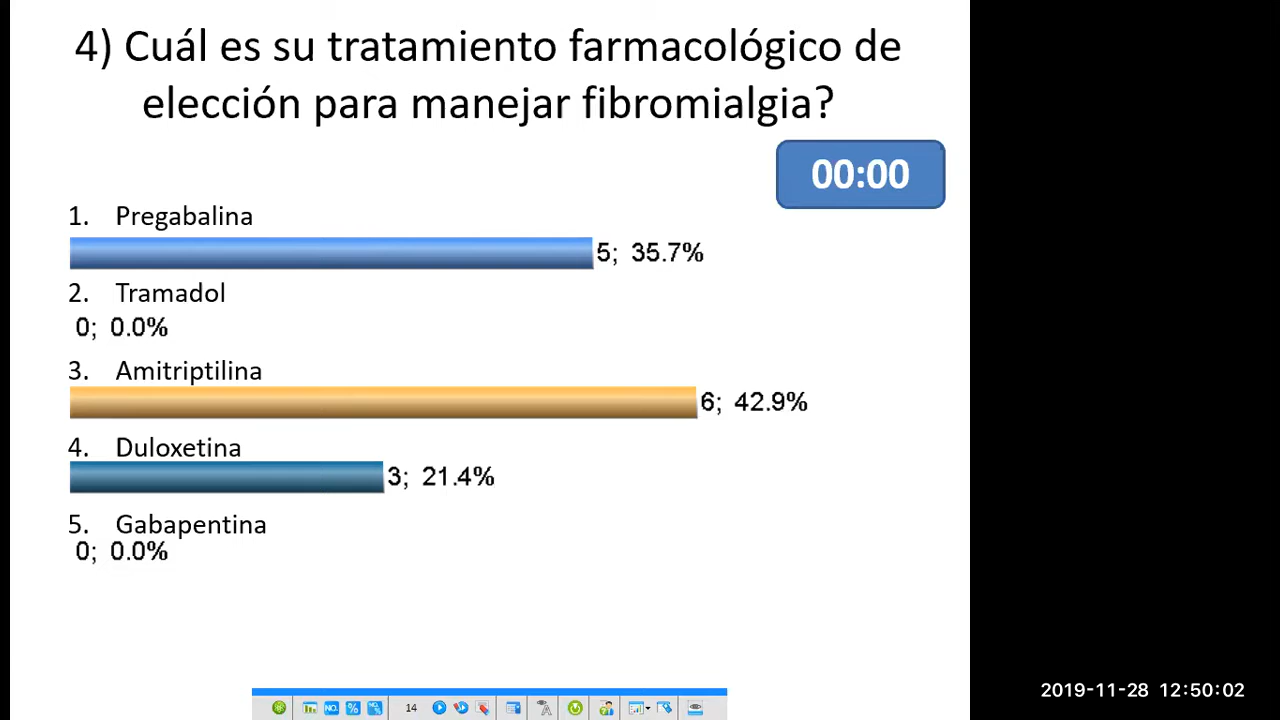 4) Cuál es su tratamiento farmacológico de
elección para manejar fibromialgia?
00:00
1. Pregabalina
5; 35.7%
2. Tramadol
0; 0.0%
3. Amitriptilina
6; 42.9%
4. Duloxetina
3; 21.4%
5. Gabapentina
0; 0.0%
NO. % 14
2019-11-28 12:50:02